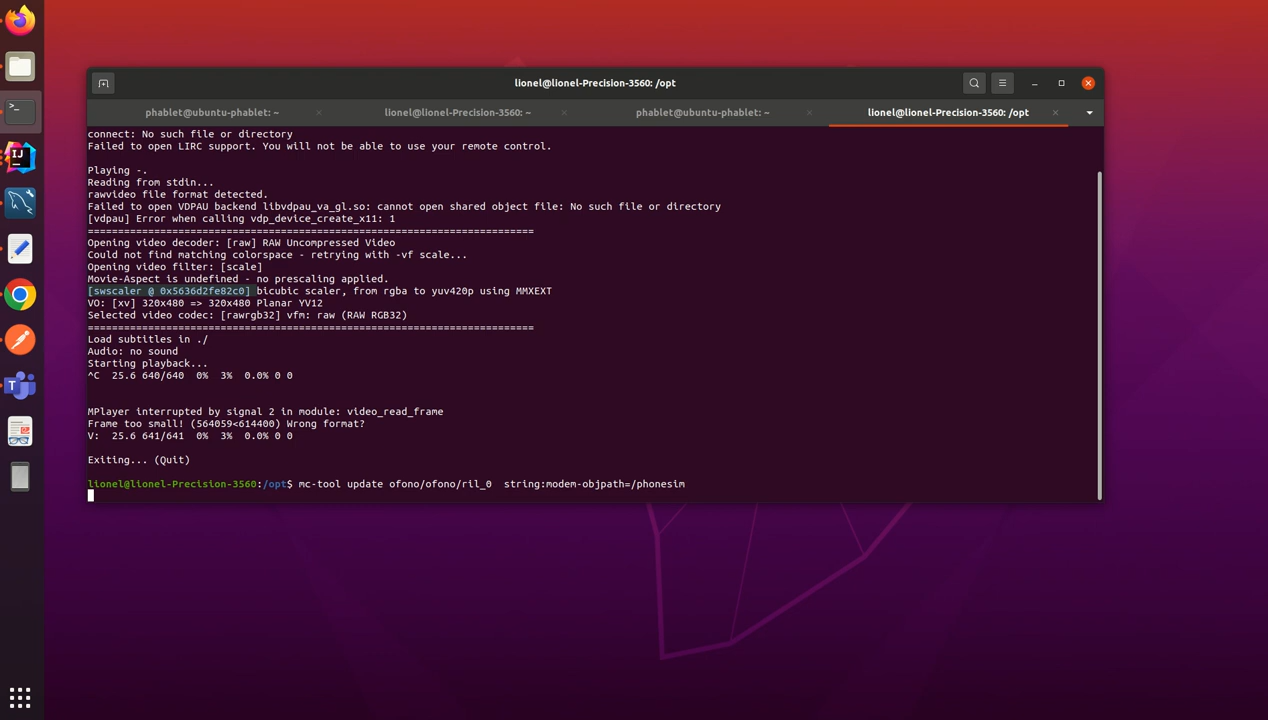 lionel@lionel-Precision-3560: /opt
phablet@ubuntu-phablet: ~
lionel@lionel-Precision-3560: ~
phablet@ubuntu-phablet: ~
lionel@lionel-Precision-3560: /opt
connect: No such file or directory
Failed to open LIRC support. You will not be able to use your remote control.
Playing -.
Reading from stdin...
rawvideo file format detected.
Failed to open VDPAU backend libvdpau_va_gl.so: cannot open shared object file: No such file or directory
[vdpau] Error when calling vdp_device_create_x11: 1
==========================================================================
Opening video decoder: [raw] RAW Uncompressed Video
Could not find matching colorspace - retrying with -vf scale...
Opening video filter: [scale]
Movie-Aspect is undefined - no prescaling applied.
[swscaler @ 0x5636d2fe82c0] bicubic scaler, from rgba to yuv420p using MMXEXT
VO: [xv] 320x480 => 320x480 Planar YV12
Selected video codec: [rawrgb32] vfm: raw (RAW RGB32)
==========================================================================
Load subtitles in ./
Audio: no sound
Starting playback...
^C  25.6 640/640  0%  3%  0.0% 0 0
MPlayer interrupted by signal 2 in module: video_read_frame
Frame too small! (564059<614400) Wrong format?
V:  25.6 641/641  0%  3%  0.0% 0 0
Exiting... (Quit)
lionel@lionel-Precision-3560:/opt$ mc-tool update ofono/ofono/ril_0  string:modem-objpath=/phonesim